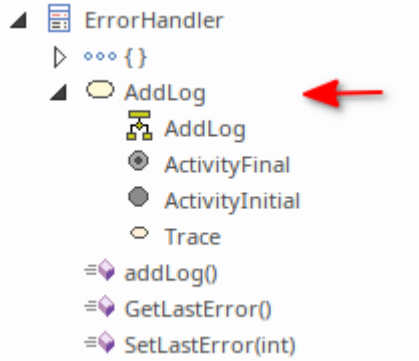 ErrorHandler
{ }
AddLog
AddLog
ActivityFinal
ActivityInitial
Trace
addLog()
GetLastError()
SetLastError(int)